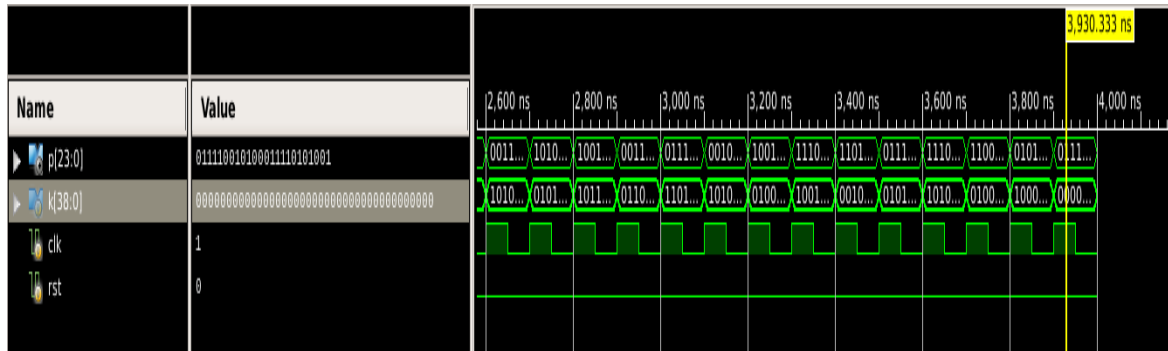 3,930.333 ns
Name Value 2,600 ns 2,800 ns 3,000 ns 3,200 ns 3,400 ns 3,600 ns 3,800 ns 4,000 ns
p[23:0] 011110010100011110101001 0011... 1010... 1001... 0011... 0111... 0010... 1001... 1110... 1101... 0111... 1110... 1100... 0101... 0111...
k[38:0] 000000000000000000000000000000000000000 1010... 0101... 1011... 0110... 1101... 1010... 0100... 1001... 0010... 0101... 1010... 0100... 1000... 0000...
clk 1
rst 0